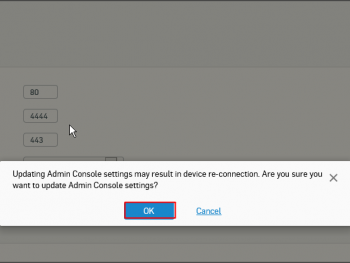 80
4444
443
Updating Admin Console settings may result in device re-connection. Are you sure you
want to update Admin Console settings?
OK
Cancel